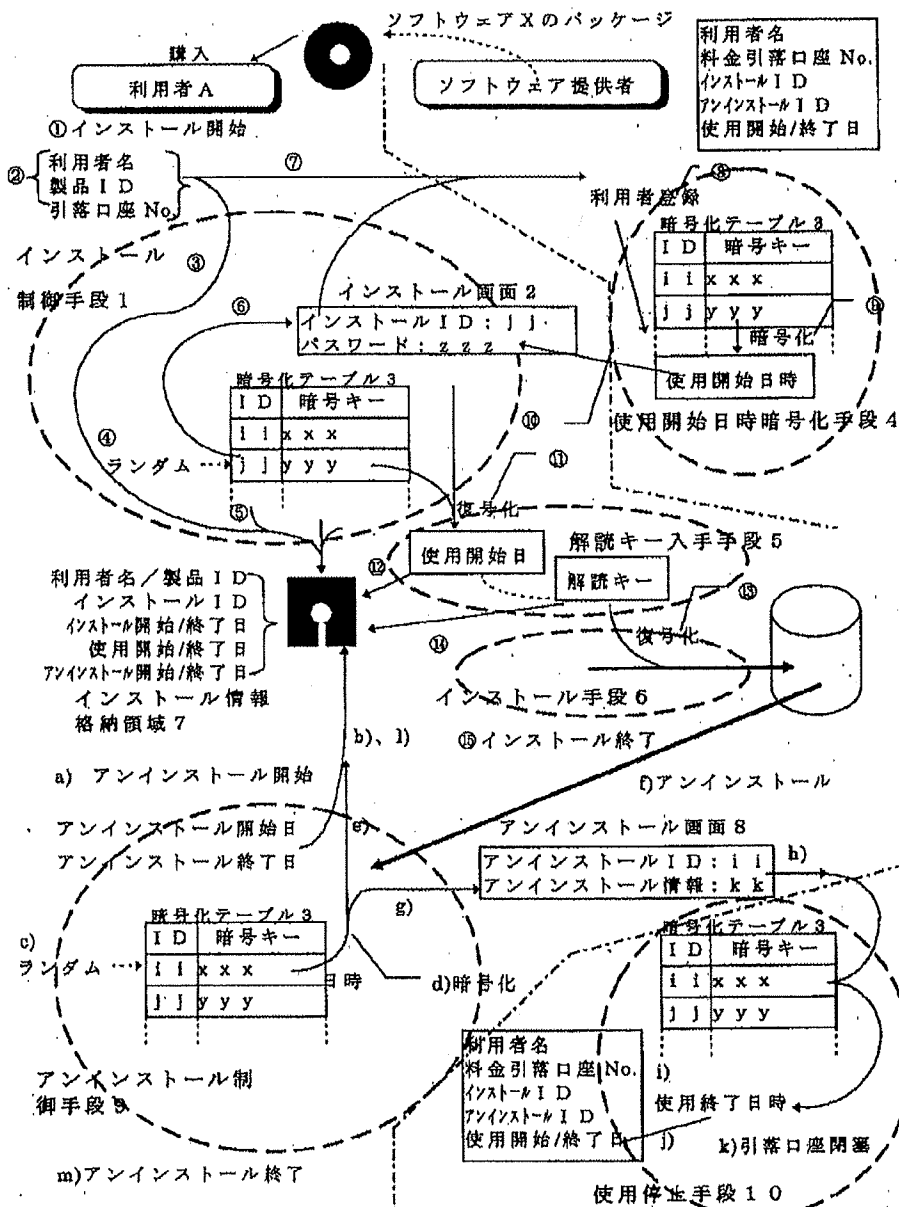 ソフトウェアXのパッケージ
購入
利用者A
ソフトウェア提供者
利用者名
料金引落口座No.
インストールID
アンインストールID
使用開始/終了日
①インストール開始
②
利用者名
製品ID
引落口座No.
⑦
⑧
利用者登録
暗号化テーブル3
ID 暗号キー
ii xxx
jj yyy
⑨
暗号化
使用開始日時
使用開始日時暗号化手段4
インストール
制御手段1
③
⑥
インストール画面2
インストールID:jj
パスワード:zzz
暗号化テーブル3
ID 暗号キー
ii xxx
jj yyy
④
ランダム
⑤
⑩
⑪
復号化
使用開始日
⑫
解読キー入手手段5
解読キー
⑬
復号化
⑭
インストール手段6
利用者名/製品ID
インストールID
インストール開始/終了日
使用開始/終了日
アンインストール開始/終了日
インストール情報
格納領域7
b)、l)
⑮インストール終了
a) アンインストール開始
f)アンインストール
アンインストール開始日
アンインストール終了日
e)
アンインストール画面8
アンインストールID:ii
アンインストール情報:kk
h)
g)
c)
ランダム
暗号化テーブル3
ID 暗号キー
ii xxx
jj yyy
日時
d)暗号化
暗号化テーブル3
ID 暗号キー
ii xxx
jj yyy
利用者名
料金引落口座No.
インストールID
アンインストールID
使用開始/終了日
i)
使用終了日時
j)
k)引落口座閉塞
アンインストール制
御手段9
m)アンインストール終了
使用停止手段10